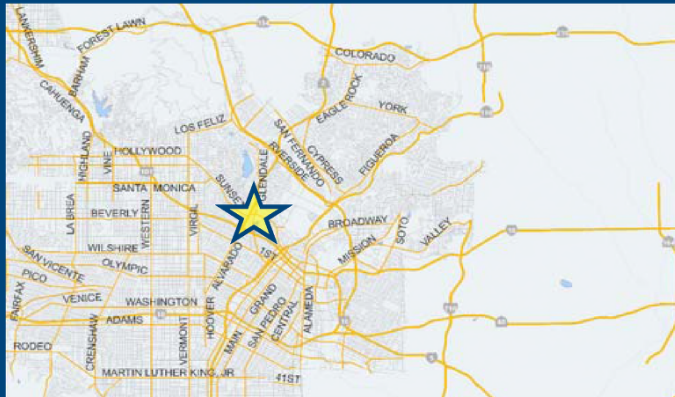 LANKERSHIM
FOREST LAWN
BARHAM
CAHUENGA
COLORADO
EAGLE ROCK
YORK
LOS FELIZ
SAN FERNANDO
RIVERSIDE
CYPRESS
FIGUEROA
HIGHLAND
VINE
HOLLYWOOD
GLENDALE
SUNSE
SANTA MONICA
LA BREA
BEVERLY
WESTERN
VIRGIL
BROADWAY
SOTO
VALLEY
MISSION
WILSHIRE
1ST
ALVARADO
SAN VICENTE
OLYMPIC
PICO
FAIRFAX
VENICE
WASHINGTON
HOOVER
GRAND
SAN PEDRO
CENTRAL
ALAMEDA
ADAMS
MAIN
RODEO
CRENSHAW
VERMONT
MARTIN LUTHER KING, JR
41ST